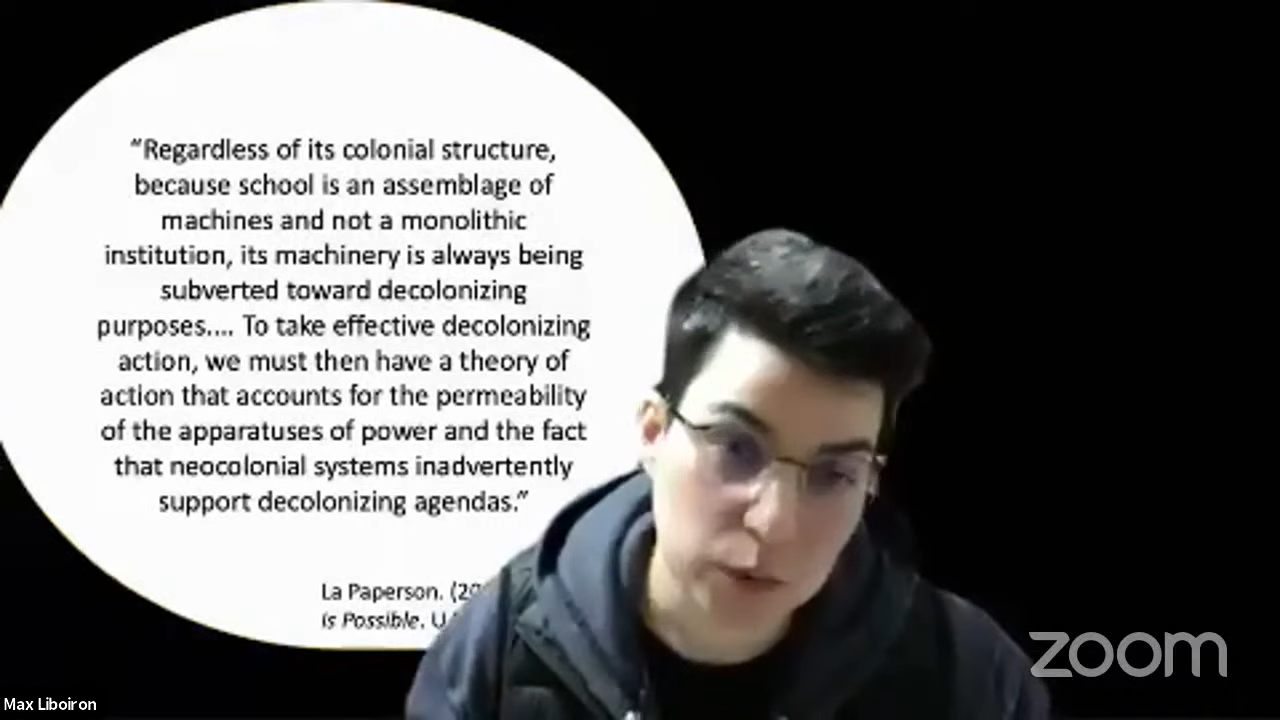 “Regardless of its colonial structure,
because school is an assemblage of
machines and not a monolithic
institution, its machinery is always being
subverted toward decolonizing
purposes.... To take effective decolonizing
action, we must then have a theory of
action that accounts for the permeability
of the apparatuses of power and the fact
that neocolonial systems inadvertently
support decolonizing agendas.”
La Paperson. (20
is Possible. U
Max Liboiron
zoom